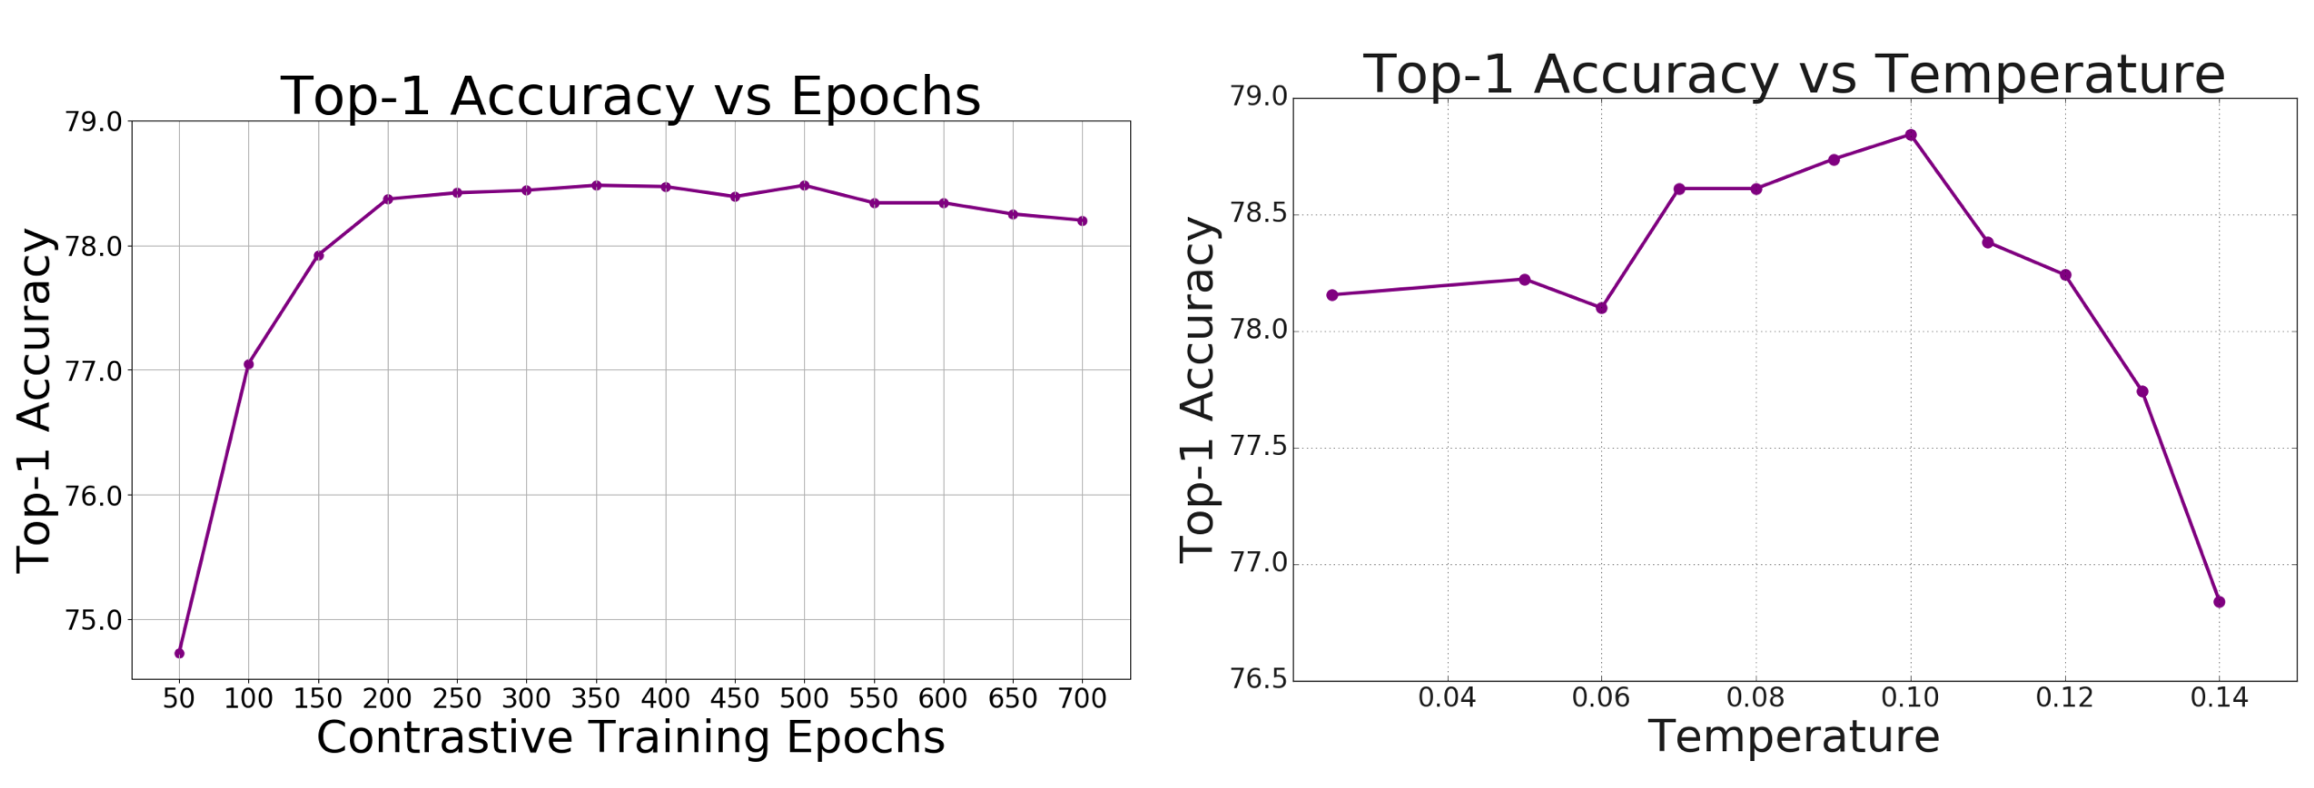 Top-1 Accuracy vs Epochs
79.0
78.0
77.0
76.0
75.0
Top-1 Accuracy
50 100 150 200 250 300 350 400 450 500 550 600 650 700
Contrastive Training Epochs
Top-1 Accuracy vs Temperature
79.0
78.5
78.0
77.5
77.0
76.5
Top-1 Accuracy
0.04 0.06 0.08 0.10 0.12 0.14
Temperature